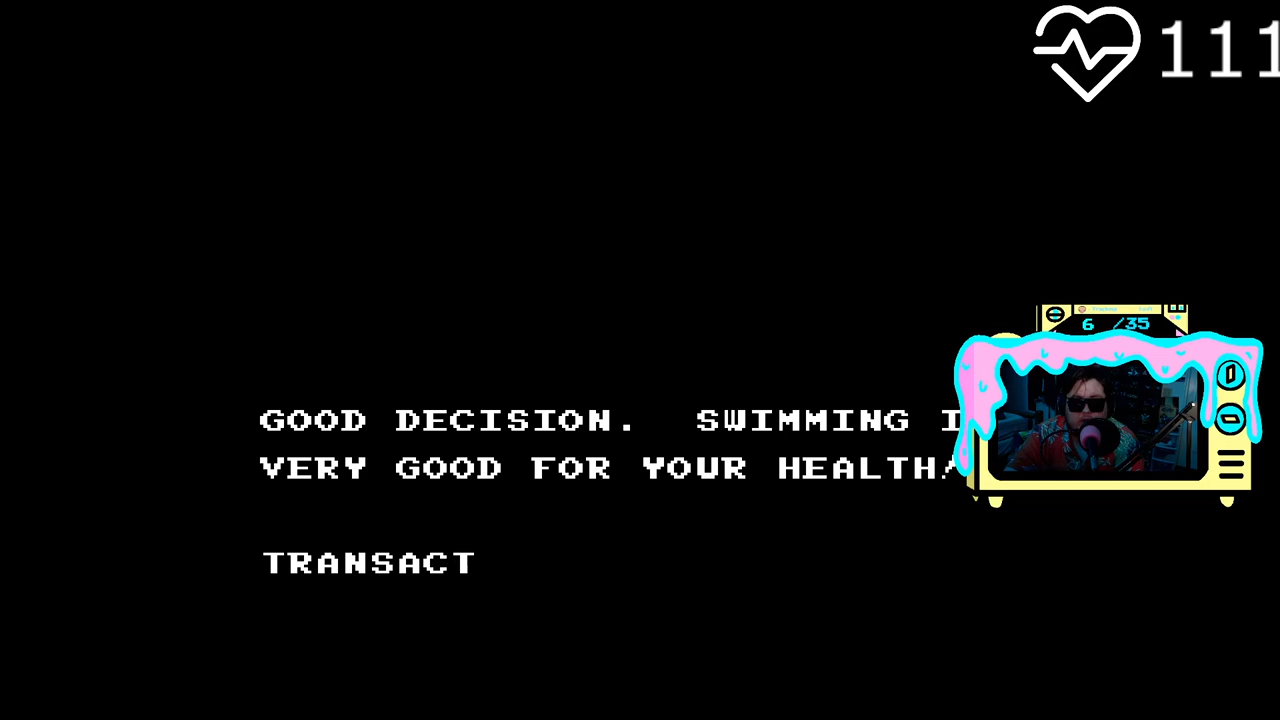 111
6 /35
GOOD DECISION. SWIMMING I
VERY GOOD FOR YOUR HEALTH
TRANSACT